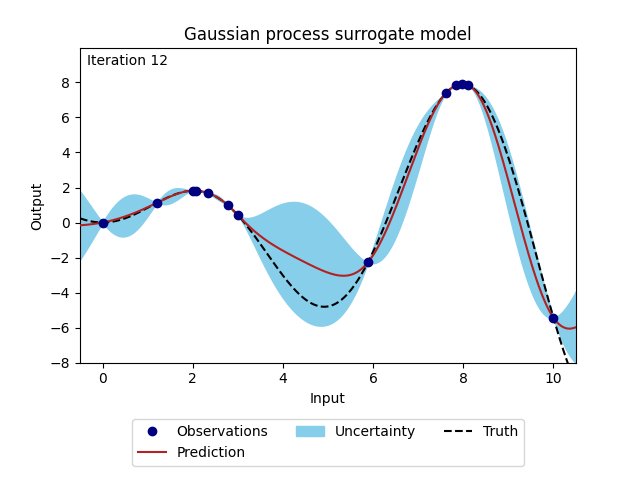 Gaussian process surrogate model
Iteration 12
8
6
4
2
0
−2
−4
−6
−8
Output
0 2 4 6 8 10
Input
Observations Uncertainty Truth
Prediction